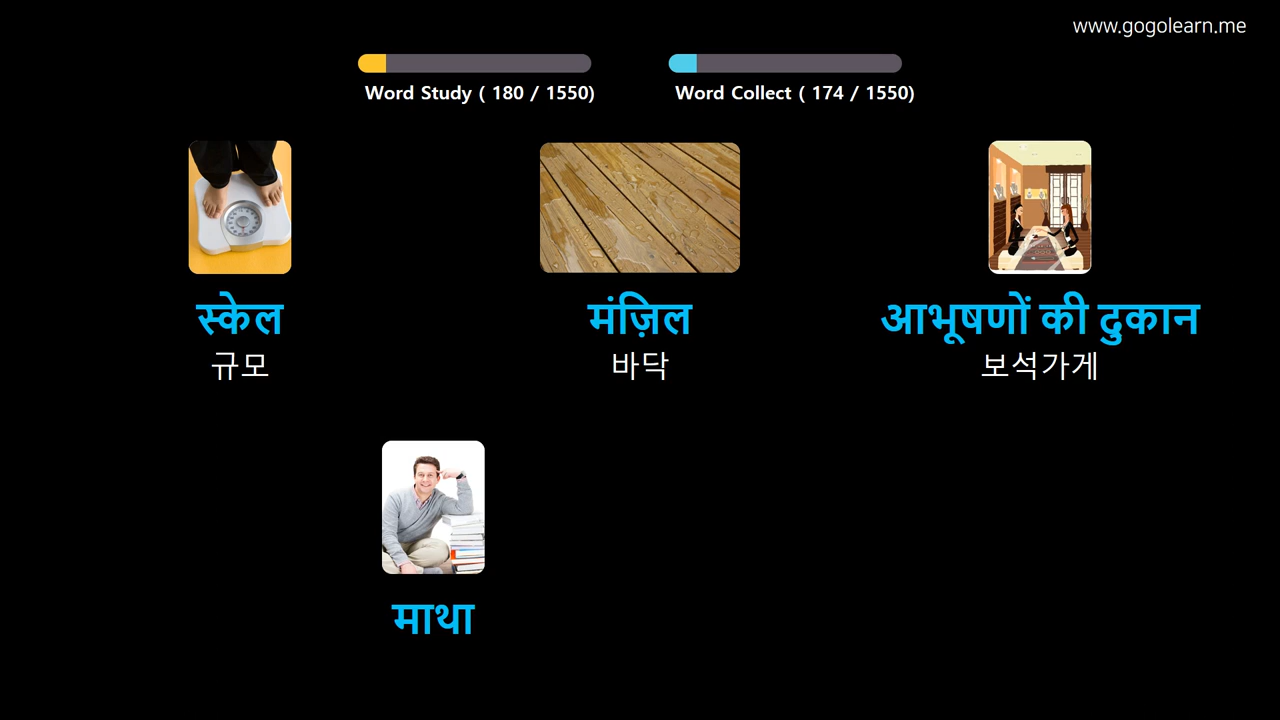 www.gogolearn.me
Word Study ( 180 / 1550)
Word Collect ( 174 / 1550)
स्केल
규모
मंज़िल
바닥
आभूषणों की दुकान
보석가게
माथा